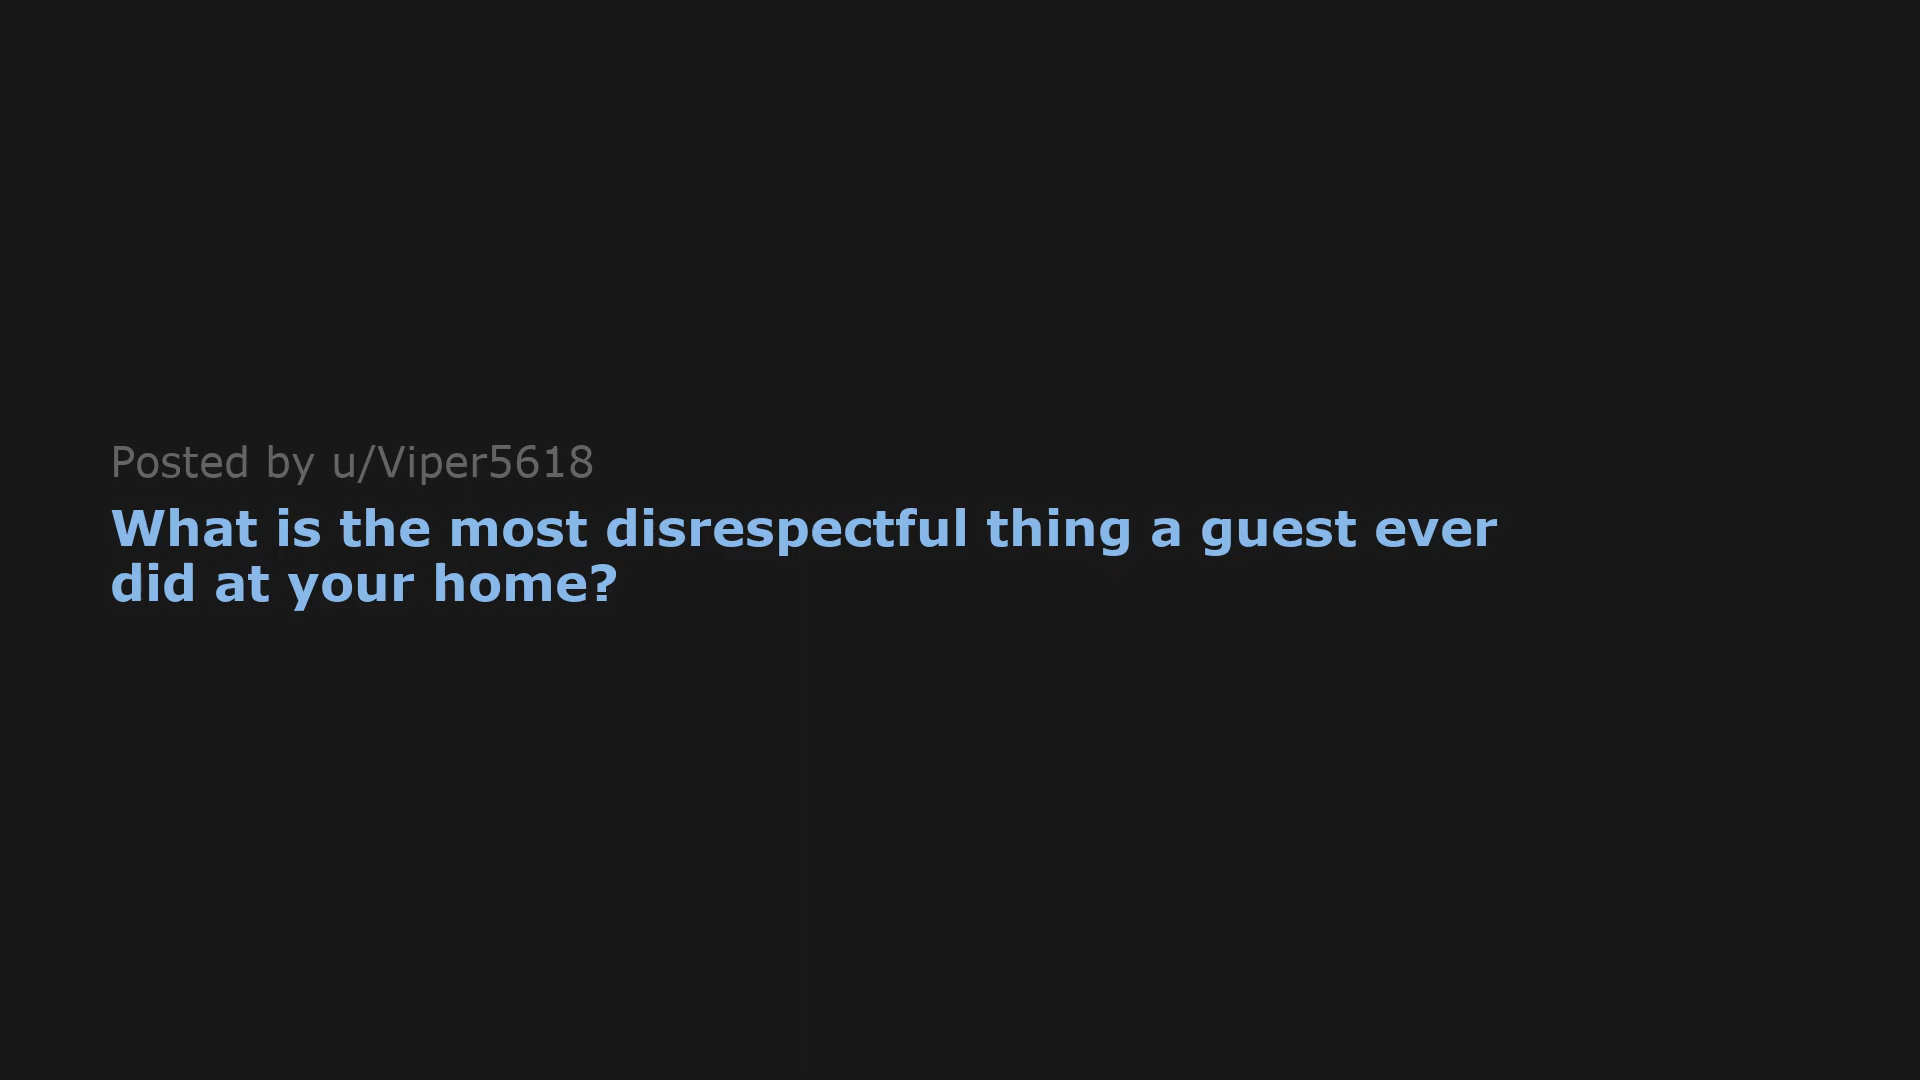 Posted by u/Viper5618
What is the most disrespectful thing a guest ever
did at your home?